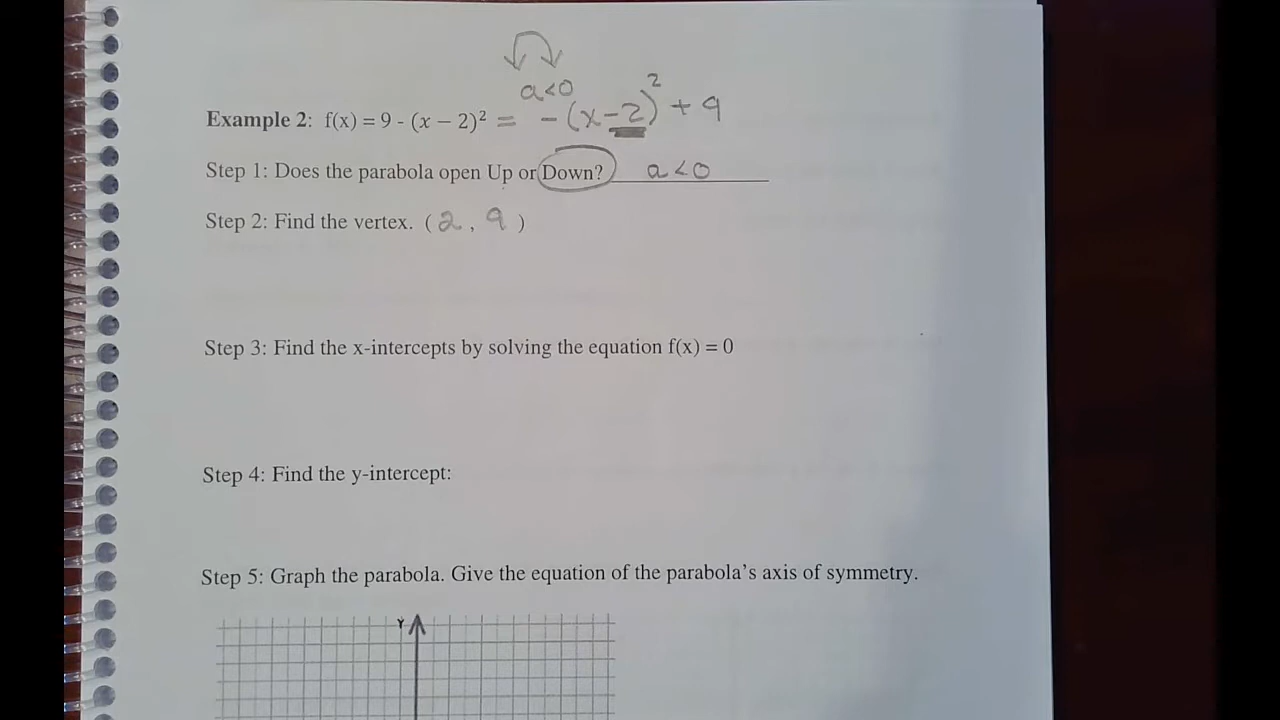 a<0
Example 2: f(x) = 9 - (x – 2)² = -(x-2)² + 9
Step 1: Does the parabola open Up or Down? a<0
Step 2: Find the vertex. ( 2 , 9 )
Step 3: Find the x-intercepts by solving the equation f(x) = 0
Step 4: Find the y-intercept:
Step 5: Graph the parabola. Give the equation of the parabola’s axis of symmetry.
Y